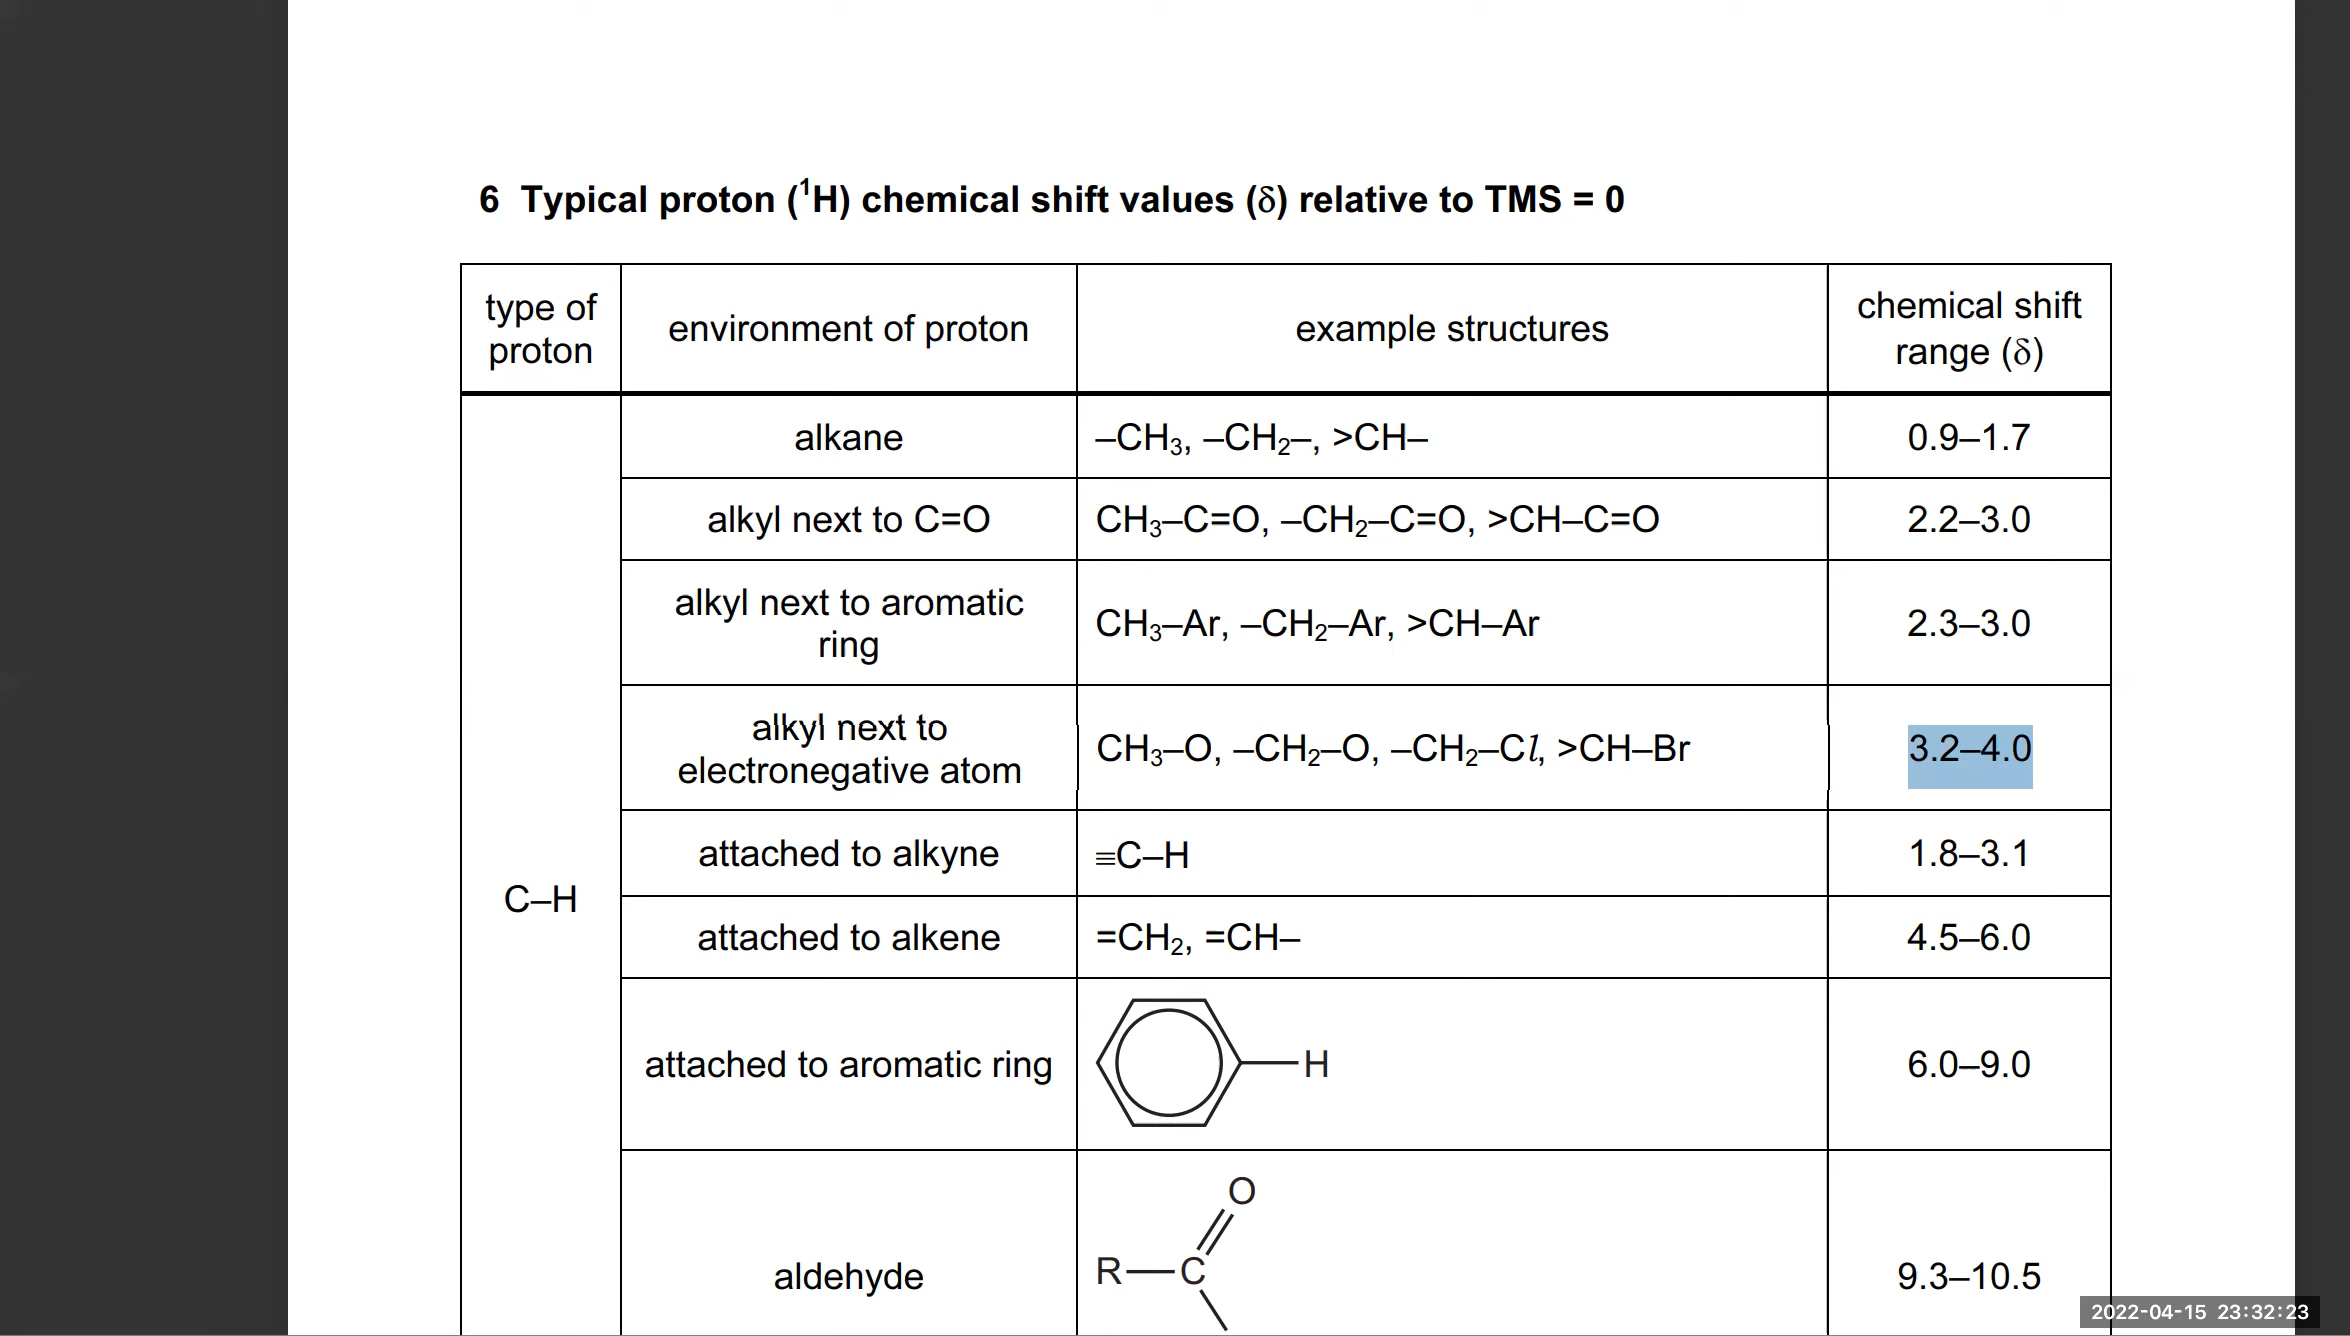 6 Typical proton (¹H) chemical shift values (δ) relative to TMS = 0
type of
proton
environment of proton
example structures
chemical shift
range (δ)
C–H
alkane
–CH₃, –CH₂–, >CH–
0.9–1.7
alkyl next to C=O
CH₃–C=O, –CH₂–C=O, >CH–C=O
2.2–3.0
alkyl next to aromatic
ring
CH₃–Ar, –CH₂–Ar, >CH–Ar
2.3–3.0
alkyl next to
electronegative atom
CH₃–O, –CH₂–O, –CH₂–Cl, >CH–Br
3.2–4.0
attached to alkyne
≡C–H
1.8–3.1
attached to alkene
=CH₂, =CH–
4.5–6.0
attached to aromatic ring
H
6.0–9.0
aldehyde
O
R–C
9.3–10.5
2022-04-15 23:32:23